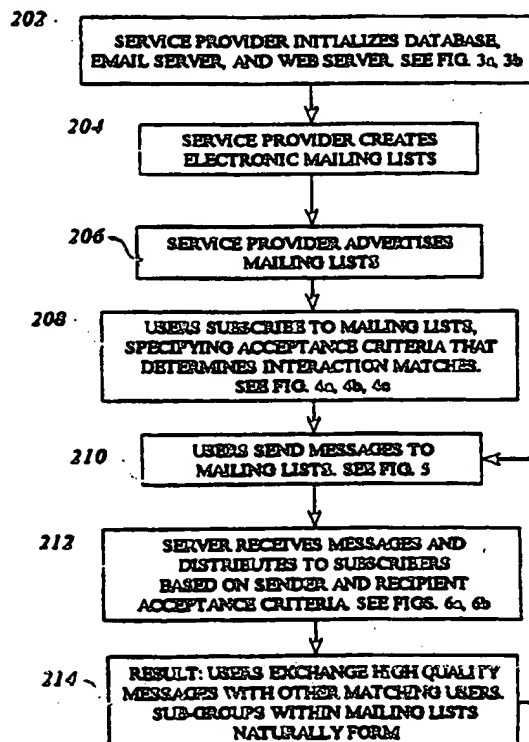 202
SERVICE PROVIDER INITIALIZES DATABASE,
EMAIL SERVER, AND WEB SERVER. SEE FIG. 3a, 3b
204
SERVICE PROVIDER CREATES
ELECTRONIC MAILING LISTS
206
SERVICE PROVIDER ADVERTISES
MAILING LISTS
208
USERS SUBSCRIBE TO MAILING LISTS,
SPECIFYING ACCEPTANCE CRITERIA THAT
DETERMINES INTERACTION MATCHES.
SEE FIG. 4a, 4b, 4c
210
USERS SEND MESSAGES TO
MAILING LISTS. SEE FIG. 5
212
SERVER RECEIVES MESSAGES AND
DISTRIBUTES TO SUBSCRIBERS
BASED ON SENDER AND RECIPIENT
ACCEPTANCE CRITERIA. SEE FIGS. 6a, 6b
214
RESULT: USERS EXCHANGE HIGH QUALITY
MESSAGES WITH OTHER MATCHING USERS.
SUB-GROUPS WITHIN MAILING LISTS
NATURALLY FORM